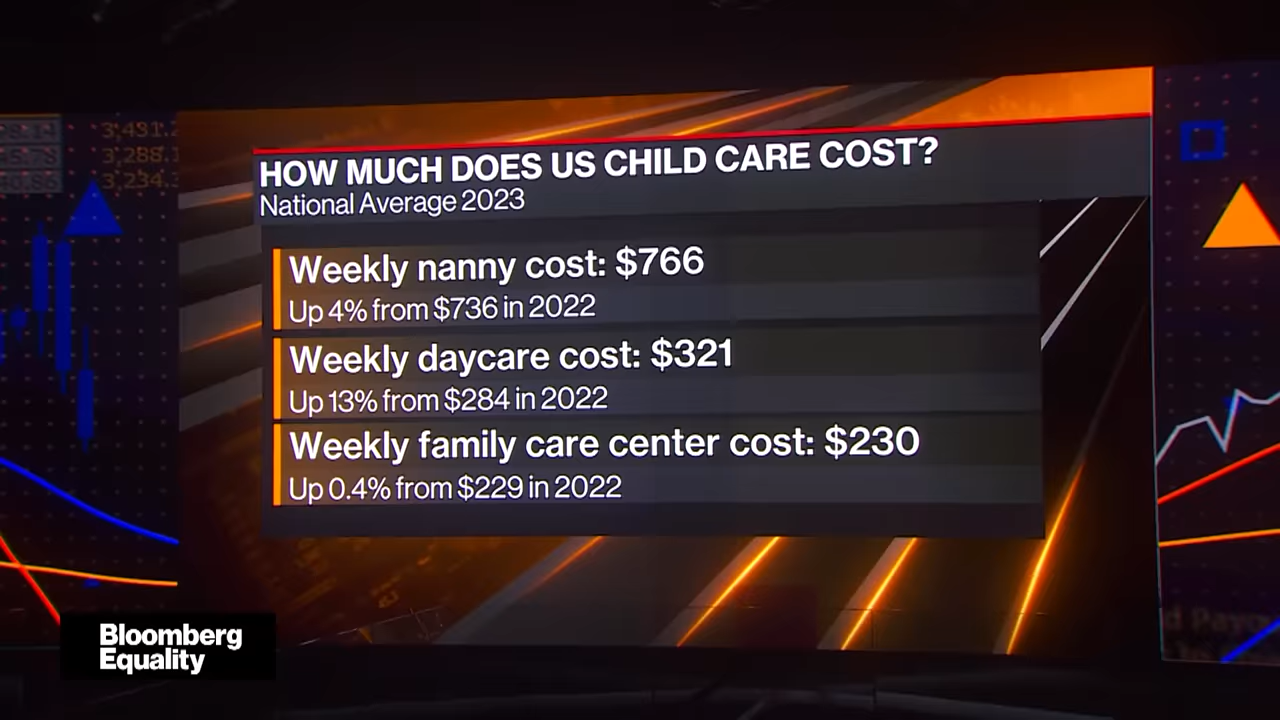 HOW MUCH DOES US CHILD CARE COST?
National Average 2023
Weekly nanny cost: $766
Up 4% from $736 in 2022
Weekly daycare cost: $321
Up 13% from $284 in 2022
Weekly family care center cost: $230
Up 0.4% from $229 in 2022
Bloomberg
Equality